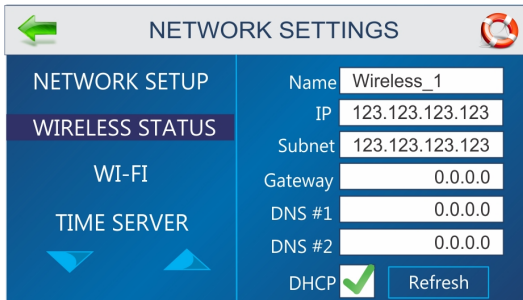 NETWORK SETTINGS
NETWORK SETUP
WIRELESS STATUS
WI-FI
TIME SERVER
Name Wireless_1
IP 123.123.123.123
Subnet 123.123.123.123
Gateway 0.0.0.0
DNS #1 0.0.0.0
DNS #2 0.0.0.0
DHCP Refresh